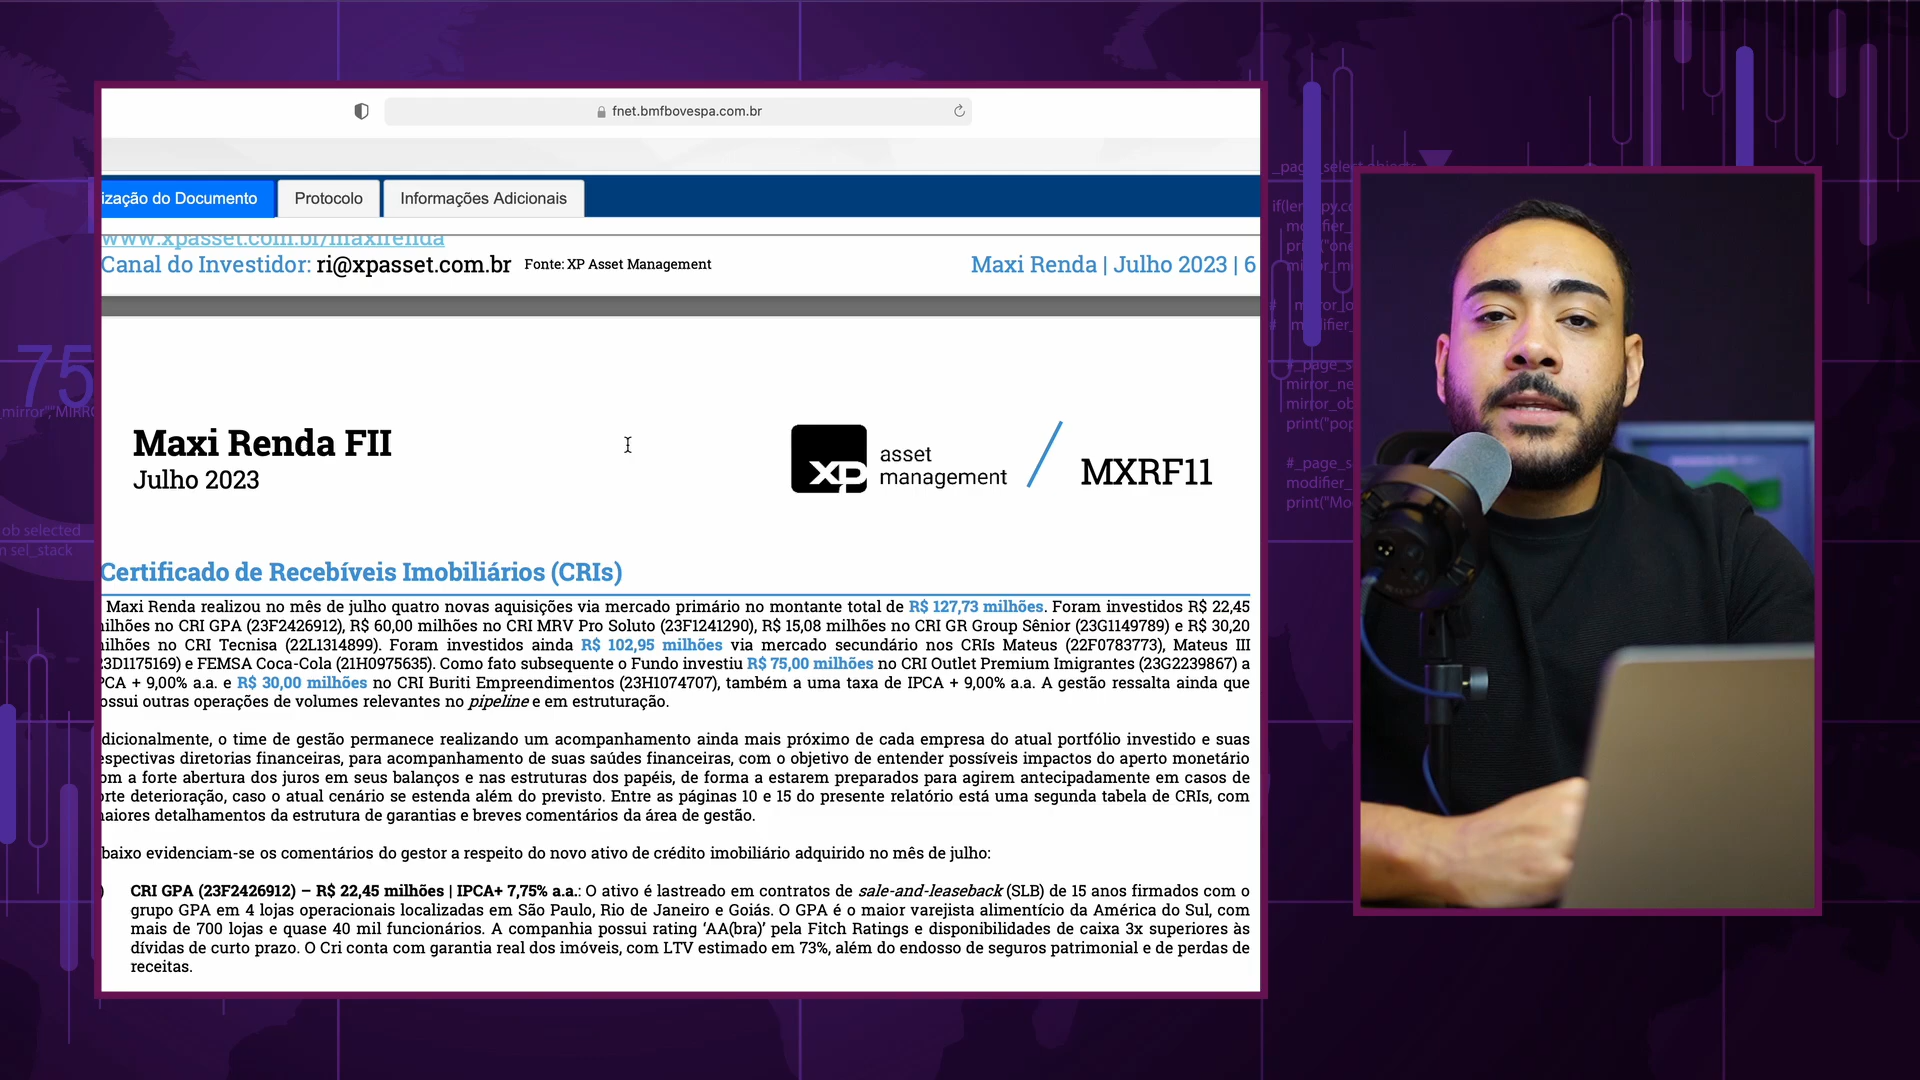 fnet.bmfbovespa.com.br
ização do Documento Protocolo Informações Adicionais
www.xpasset.com.br/maxirenda
Canal do Investidor: ri@xpasset.com.br Fonte: XP Asset Management Maxi Renda | Julho 2023 | 6
Maxi Renda FII
Julho 2023
xp asset management / MXRF11
Certificado de Recebíveis Imobiliários (CRIs)
Maxi Renda realizou no mês de julho quatro novas aquisições via mercado primário no montante total de R$ 127,73 milhões. Foram investidos R$ 22,45
ilhões no CRI GPA (23F2426912), R$ 60,00 milhões no CRI MRV Pro Soluto (23F1241290), R$ 15,08 milhões no CRI GR Group Sênior (23G1149789) e R$ 30,20
ilhões no CRI Tecnisa (22L1314899). Foram investidos ainda R$ 102,95 milhões via mercado secundário nos CRIs Mateus (22F0783773), Mateus III
23D1175169) e FEMSA Coca-Cola (21H0975635). Como fato subsequente o Fundo investiu R$ 75,00 milhões no CRI Outlet Premium Imigrantes (23G2239867) a
PCA + 9,00% a.a. e R$ 30,00 milhões no CRI Buriti Empreendimentos (23H1074707), também a uma taxa de IPCA + 9,00% a.a. A gestão ressalta ainda que
ossui outras operações de volumes relevantes no pipeline e em estruturação.
dicionalmente, o time de gestão permanece realizando um acompanhamento ainda mais próximo de cada empresa do atual portfólio investido e suas
espectivas diretorias financeiras, para acompanhamento de suas saúdes financeiras, com o objetivo de entender possíveis impactos do aperto monetário
om a forte abertura dos juros em seus balanços e nas estruturas dos papéis, de forma a estarem preparados para agirem antecipadamente em casos de
orte deterioração, caso o atual cenário se estenda além do previsto. Entre as páginas 10 e 15 do presente relatório está uma segunda tabela de CRIs, com
aiores detalhamentos da estrutura de garantias e breves comentários da área de gestão.
baixo evidenciam-se os comentários do gestor a respeito do novo ativo de crédito imobiliário adquirido no mês de julho:
) CRI GPA (23F2426912) – R$ 22,45 milhões | IPCA+ 7,75% a.a.: O ativo é lastreado em contratos de sale-and-leaseback (SLB) de 15 anos firmados com o
grupo GPA em 4 lojas operacionais localizadas em São Paulo, Rio de Janeiro e Goiás. O GPA é o maior varejista alimentício da América do Sul, com
mais de 700 lojas e quase 40 mil funcionários. A companhia possui rating ‘AA(bra)’ pela Fitch Ratings e disponibilidades de caixa 3x superiores às
dívidas de curto prazo. O Cri conta com garantia real dos imóveis, com LTV estimado em 73%, além do endosso de seguros patrimonial e de perdas de
receitas.
75
ob selected
sel_stack